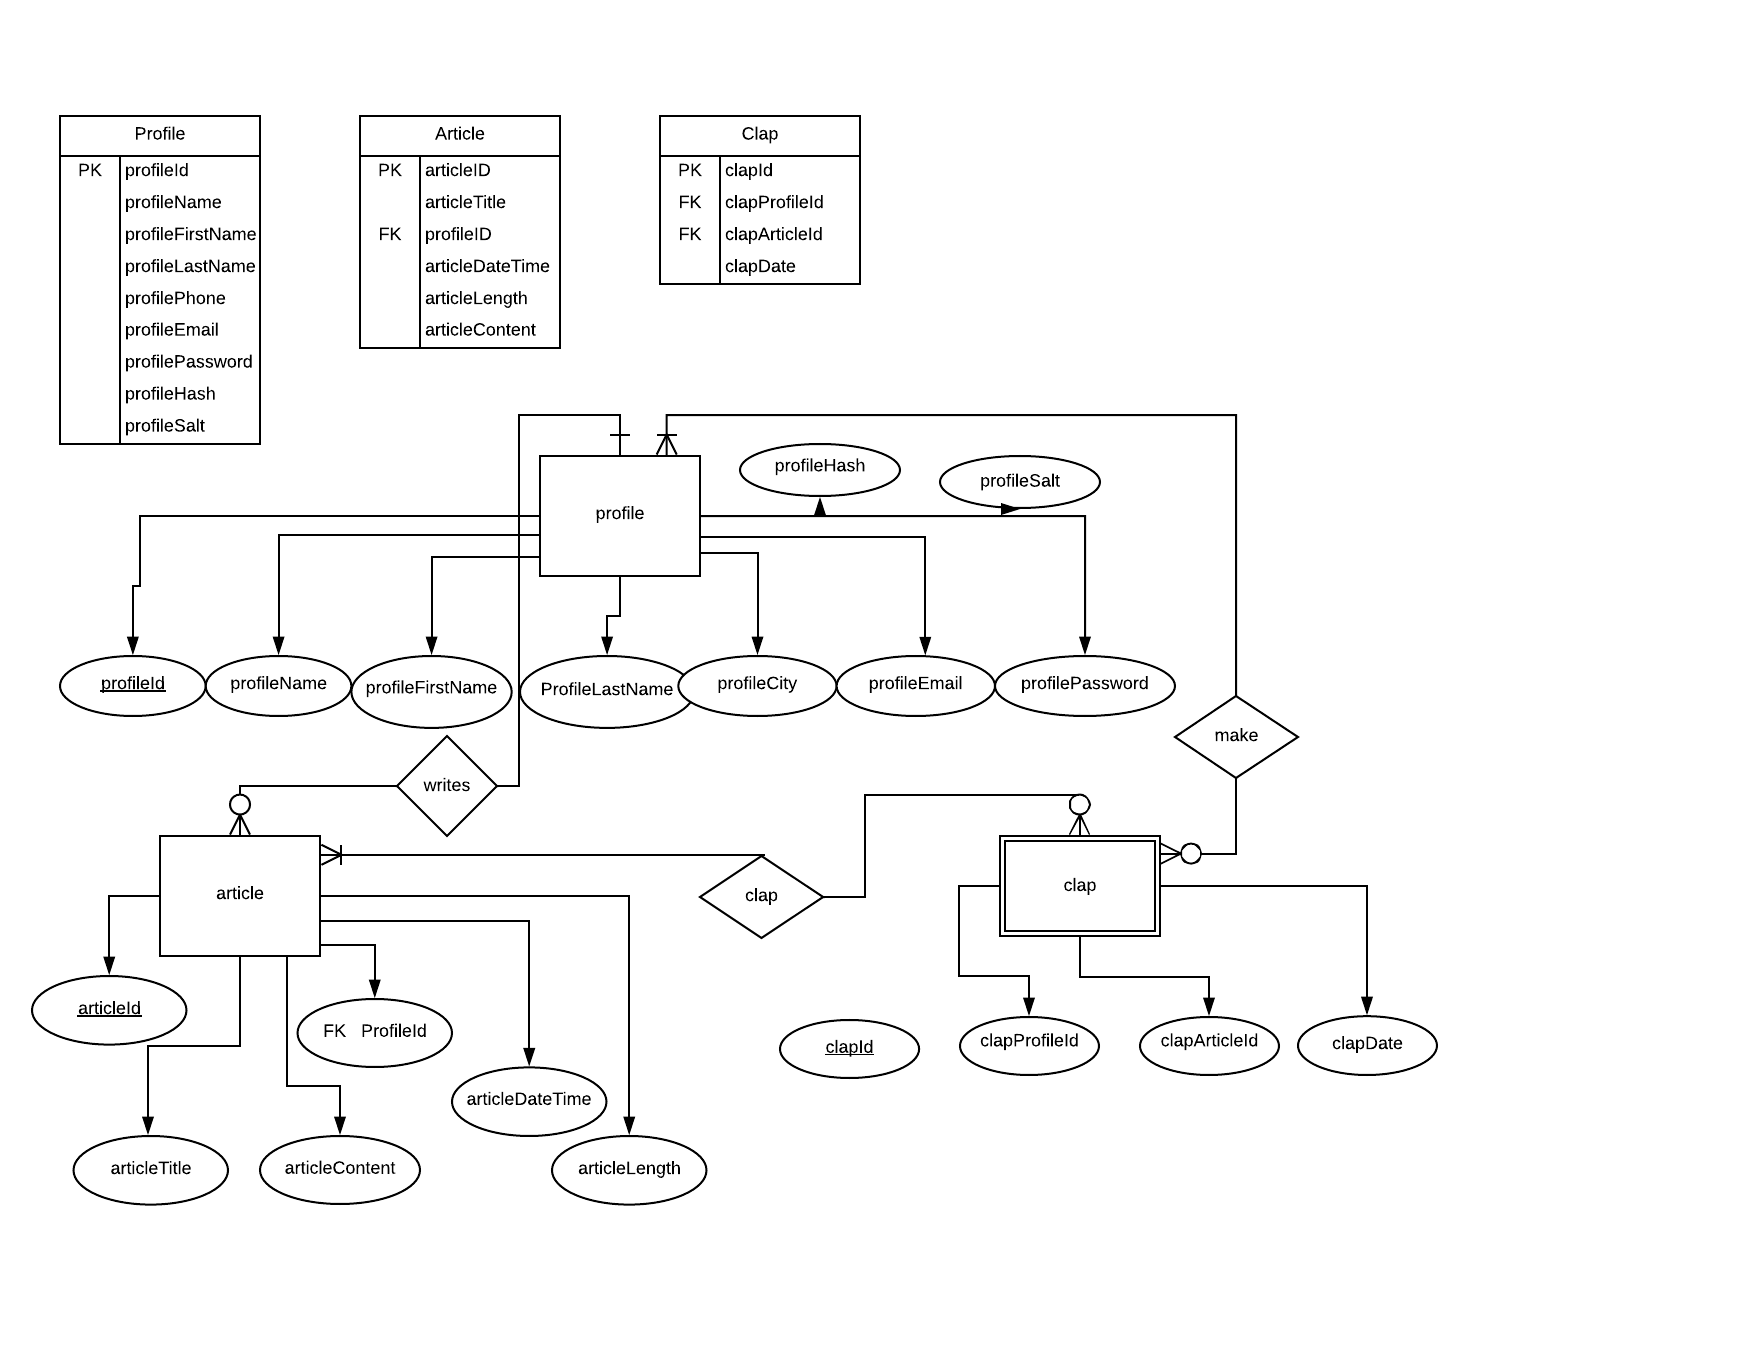 Profile
PK profileId
profileName
profileFirstName
profileLastName
profilePhone
profileEmail
profilePassword
profileHash
profileSalt
Article
PK articleID
articleTitle
FK profileID
articleDateTime
articleLength
articleContent
Clap
PK clapId
FK clapProfileId
FK clapArticleId
clapDate
profile
profileHash
profileSalt
profileId
profileName
profileFirstName
ProfileLastName
profileCity
profileEmail
profilePassword
writes
make
article
clap
clap
articleId
FK ProfileId
articleDateTime
articleTitle
articleContent
articleLength
clapId
clapProfileId
clapArticleId
clapDate